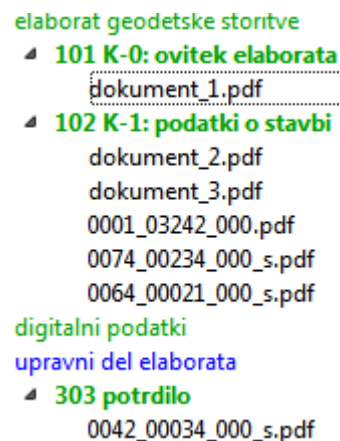 elaborat geodetske storitve
101 K-0: ovitek elaborata
dokument_1.pdf
102 K-1: podatki o stavbi
dokument_2.pdf
dokument_3.pdf
0001_03242_000.pdf
0074_00234_000_s.pdf
0064_00021_000_s.pdf
digitalni podatki
upravni del elaborata
303 potrdilo
0042_00034_000_s.pdf